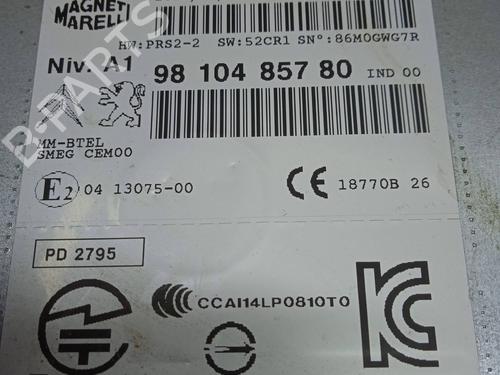 MAGNETI
MARELLI
HW:PRS2-2 SW:52CR1 SN°:86M0GWG7R
Niv. A1 98 104 857 80 IND 00
MM-BTEL
SMEG CEM00
E2 04 13075-00 CE 18770B 26
PD 2795
CCAI14LP0810T0